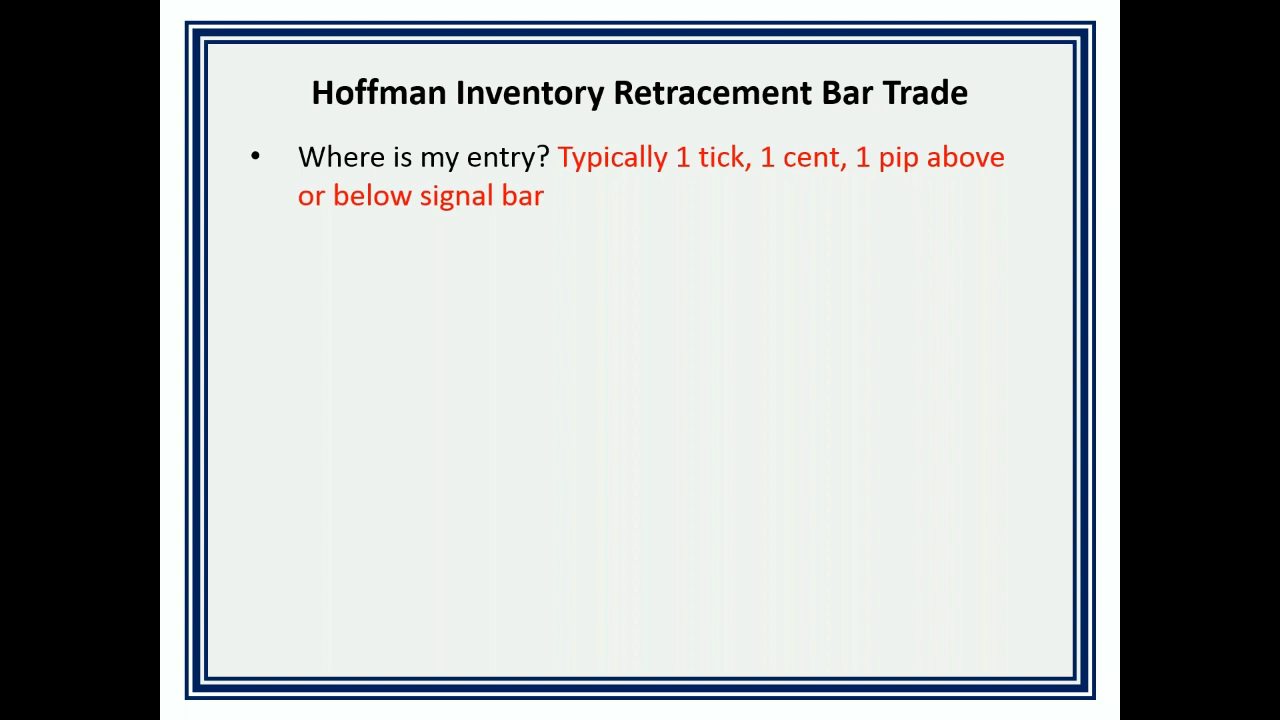 Hoffman Inventory Retracement Bar Trade
• Where is my entry? Typically 1 tick, 1 cent, 1 pip above
or below signal bar